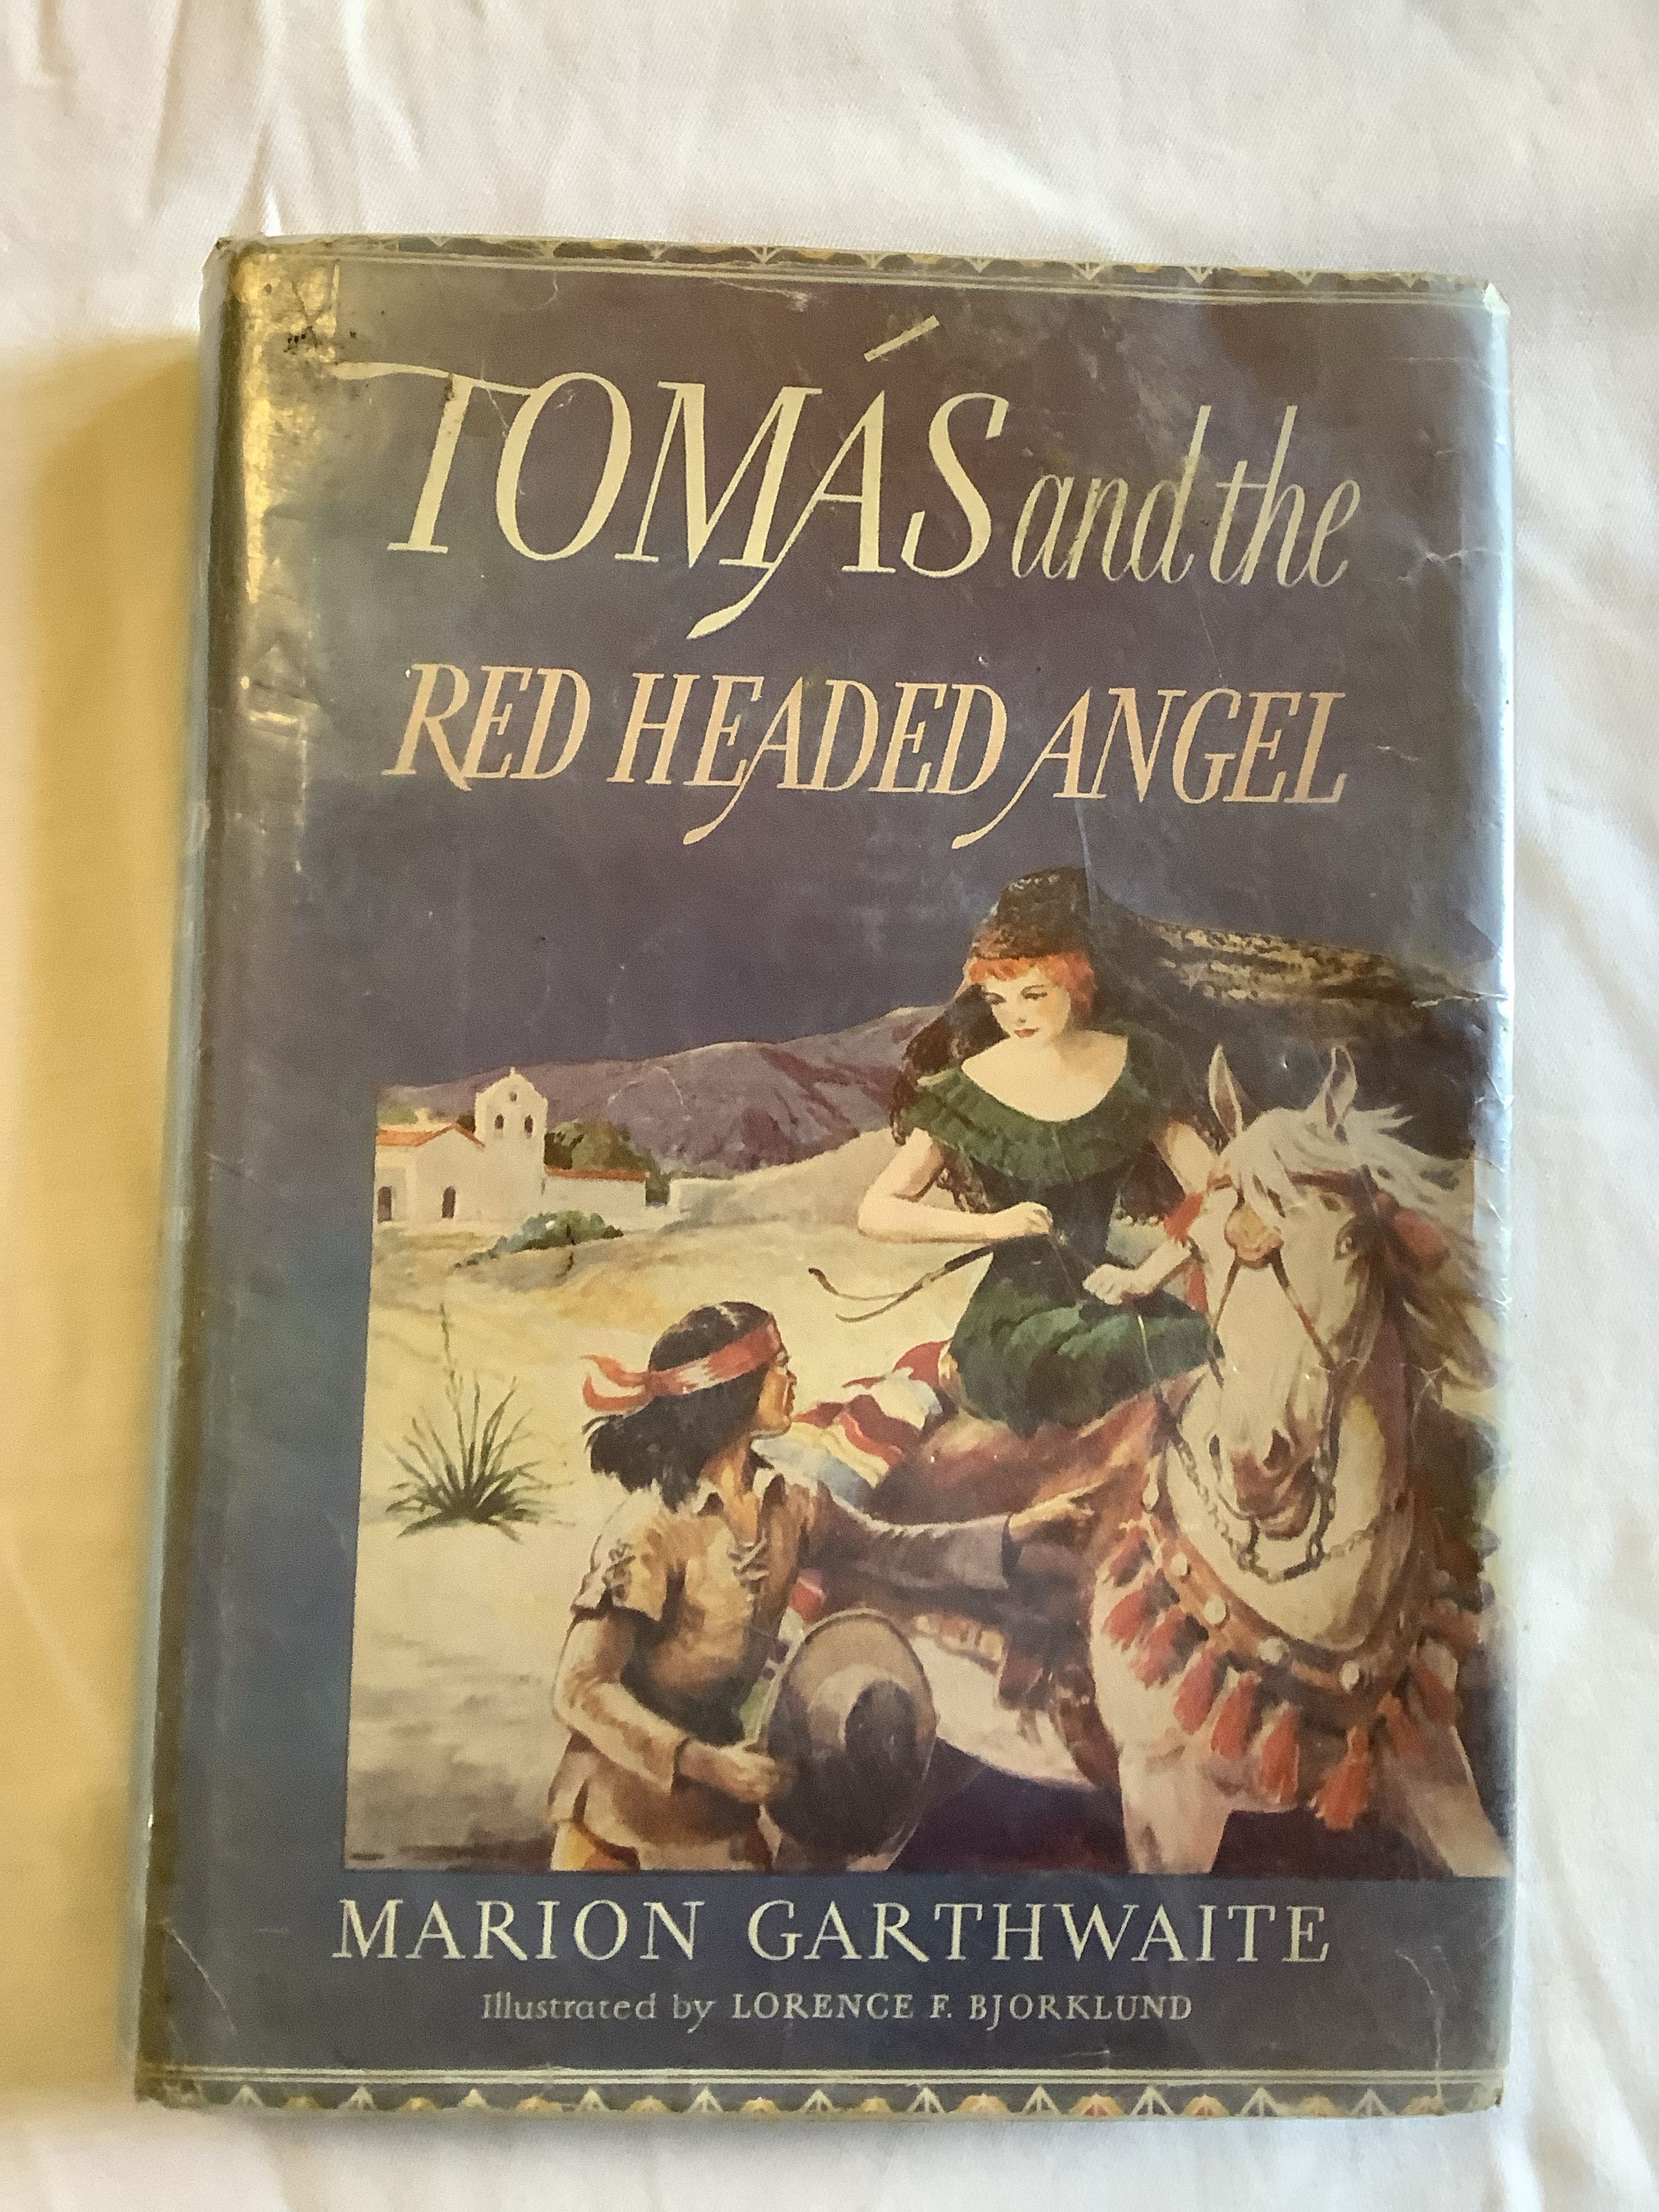 TOMÁS and the
RED HEADED ANGEL
MARION GARTHWAITE
Illustrated by LORENCE F. BJORKLUND